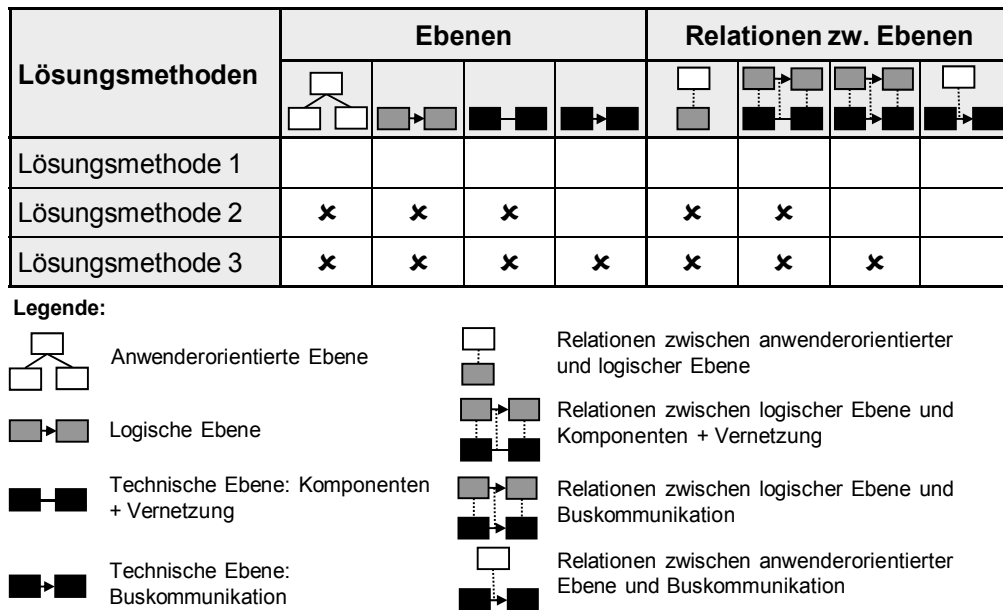 Lösungsmethoden
Ebenen
Relationen zw. Ebenen
Lösungsmethode 1
Lösungsmethode 2 x x x x x
Lösungsmethode 3 x x x x x x x
Legende:
Anwenderorientierte Ebene
Logische Ebene
Technische Ebene: Komponenten
+ Vernetzung
Technische Ebene:
Buskommunikation
Relationen zwischen anwenderorientierter
und logischer Ebene
Relationen zwischen logischer Ebene und
Komponenten + Vernetzung
Relationen zwischen logischer Ebene und
Buskommunikation
Relationen zwischen anwenderorientierter
Ebene und Buskommunikation